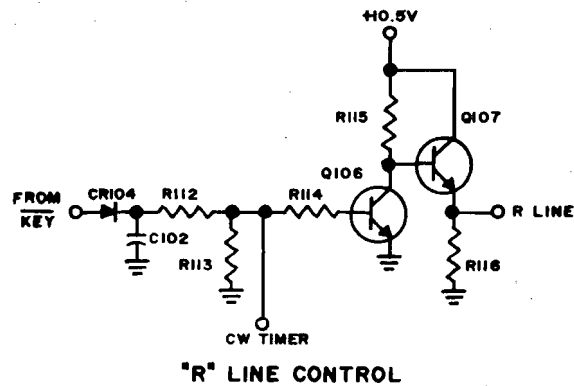 +10.5V
R115
Q107
Q106
FROM
KEY
CR104
R112
R114
C102
R113
R LINE
R116
CW TIMER
"R" LINE CONTROL